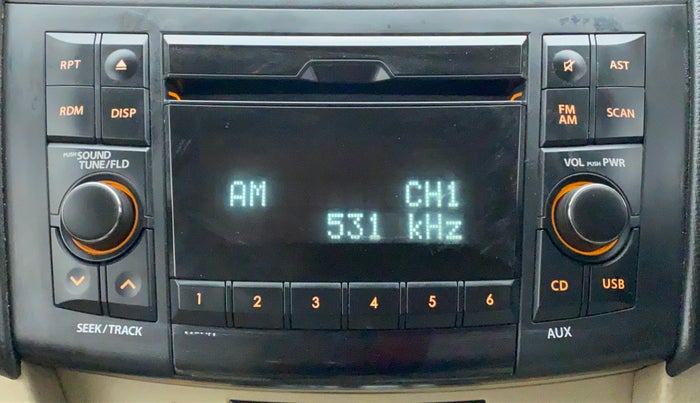 RPT
AST
RDM
DISP
FM
AM
SCAN
PUSH SOUND
TUNE/FLD
VOL PUSH PWR
AM CH1
531 kHz
CD
USB
1 2 3 4 5 6
SEEK/TRACK
AUX